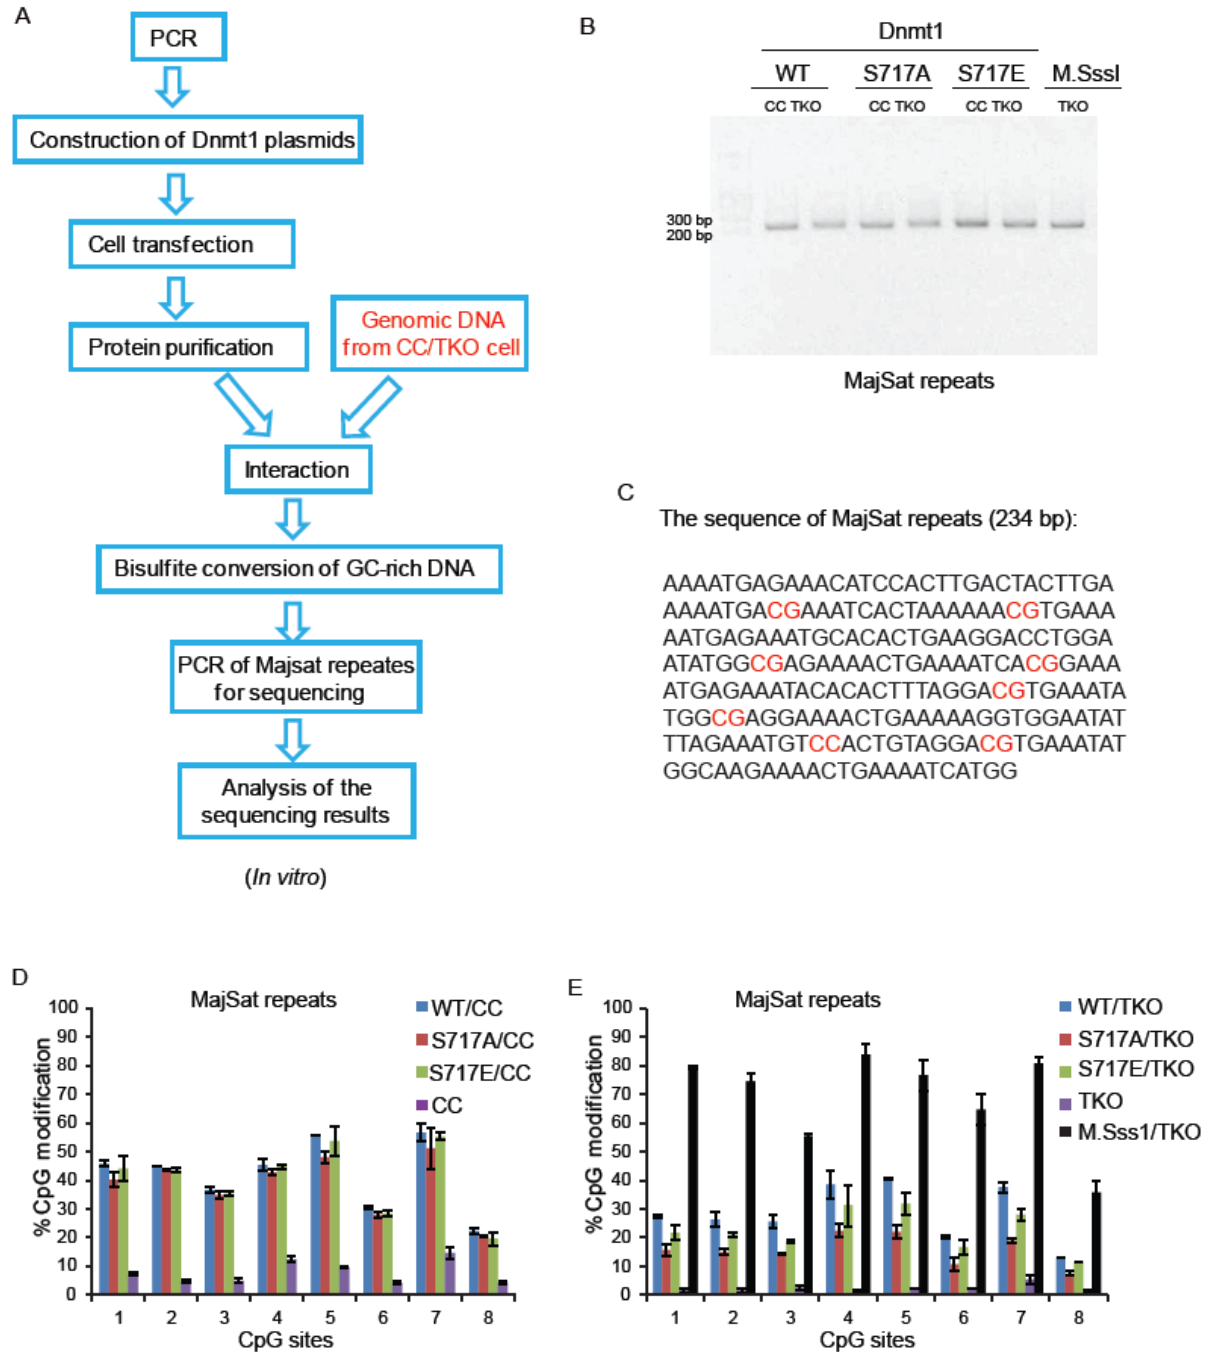 A
PCR
Construction of Dnmt1 plasmids
Cell transfection
Protein purification
Genomic DNA
from CC/TKO cell
Interaction
Bisulfite conversion of GC-rich DNA
PCR of Majsat repeates
for sequencing
Analysis of the
sequencing results
(In vitro)
B
Dnmt1
WT S717A S717E M.SssI
CC TKO CC TKO CC TKO TKO
300 bp
200 bp
MajSat repeats
C
The sequence of MajSat repeats (234 bp):
AAAATGAGAAACATCCACTTGACTACTTGA
AAAATGACGAAATCACTAAAAAACGTGAAA
AATGAGAAATGCACACTGAAGGACCTGGA
ATATGGCGAGAAAACTGAAAATCACGGAAA
ATGAGAAATACACACTTTAGGACGTGAAATA
TGGCGAGGAAAACTGAAAAAGGTGGAATAT
TTAGAAATGTCCACTGTAGGACGTGAAATAT
GGCAAGAAAACTGAAAATCATGG
D
MajSat repeats
% CpG modification
100
90
80
70
60
50
40
30
20
10
0
WT/CC
S717A/CC
S717E/CC
CC
1 2 3 4 5 6 7 8
CpG sites
E
MajSat repeats
% CpG modification
100
90
80
70
60
50
40
30
20
10
0
WT/TKO
S717A/TKO
S717E/TKO
TKO
M.Sss1/TKO
1 2 3 4 5 6 7 8
CpG sites